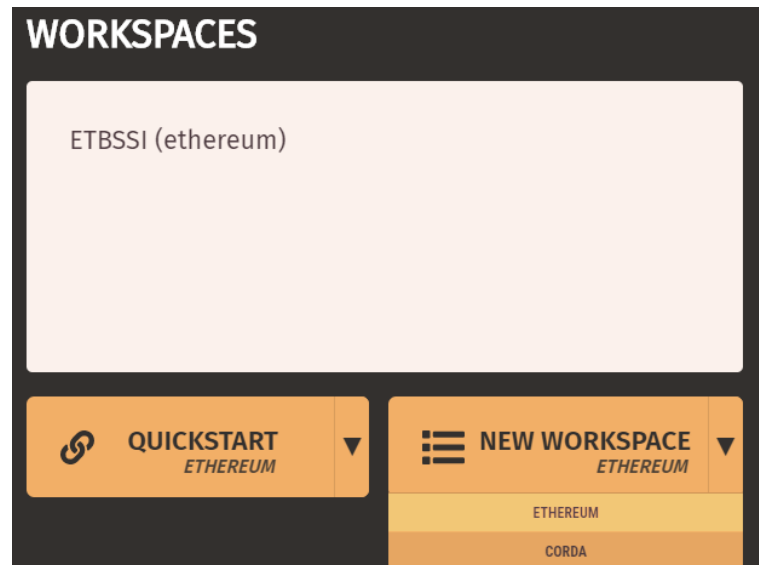 WORKSPACES
ETBSSI (ethereum)
QUICKSTART
ETHEREUM
NEW WORKSPACE
ETHEREUM
ETHEREUM
CORDA